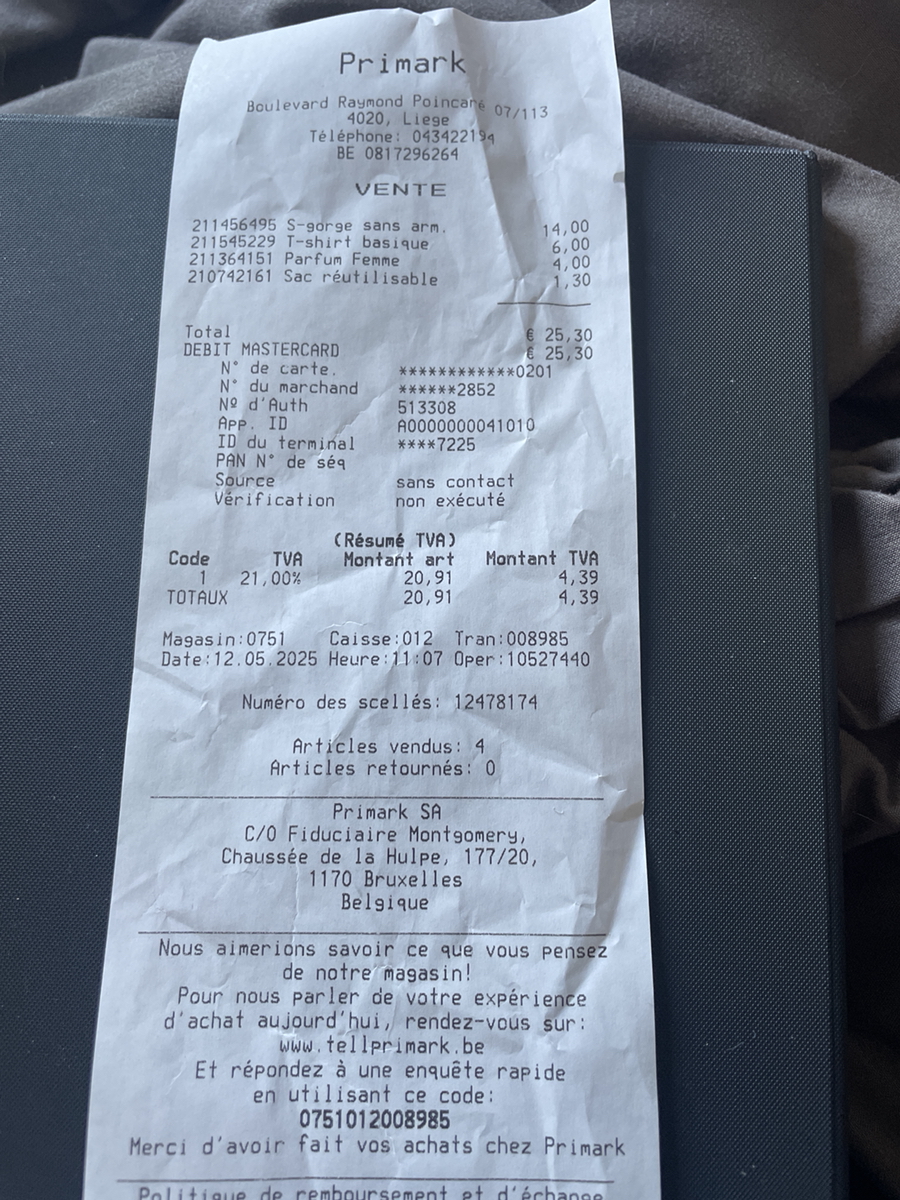 Primark
Boulevard Raymond Poincaré 07/113
4020, Liege
Téléphone: 043422194
BE 0817296264
VENTE
211456495 S-gorge sans arm. 14,00
211545229 T-shirt basique 6,00
211364151 Parfum Femme 4,00
210742161 Sac réutilisable 1,30
Total € 25,30
DEBIT MASTERCARD € 25,30
N° de carte. ************0201
N° du marchand ******2852
Nº d'Auth 513308
App. ID A0000000041010
ID du terminal ****7225
PAN N° de séq
Source sans contact
Vérification non exécuté
(Résumé TVA)
Code TVA Montant art Montant TVA
1 21,00% 20,91 4,39
TOTAUX 20,91 4,39
Magasin:0751 Caisse:012 Tran:008985
Date:12.05.2025 Heure:11:07 Oper:10527440
Numéro des scellés: 12478174
Articles vendus: 4
Articles retournés: 0
Primark SA
C/O Fiduciaire Montgomery,
Chaussée de la Hulpe, 177/20,
1170 Bruxelles
Belgique
Nous aimerions savoir ce que vous pensez
de notre magasin!
Pour nous parler de votre expérience
d'achat aujourd'hui, rendez-vous sur:
www.tellprimark.be
Et répondez à une enquête rapide
en utilisant ce code:
0751012008985
Merci d'avoir fait vos achats chez Primark
Politique de remboursement et d'échange